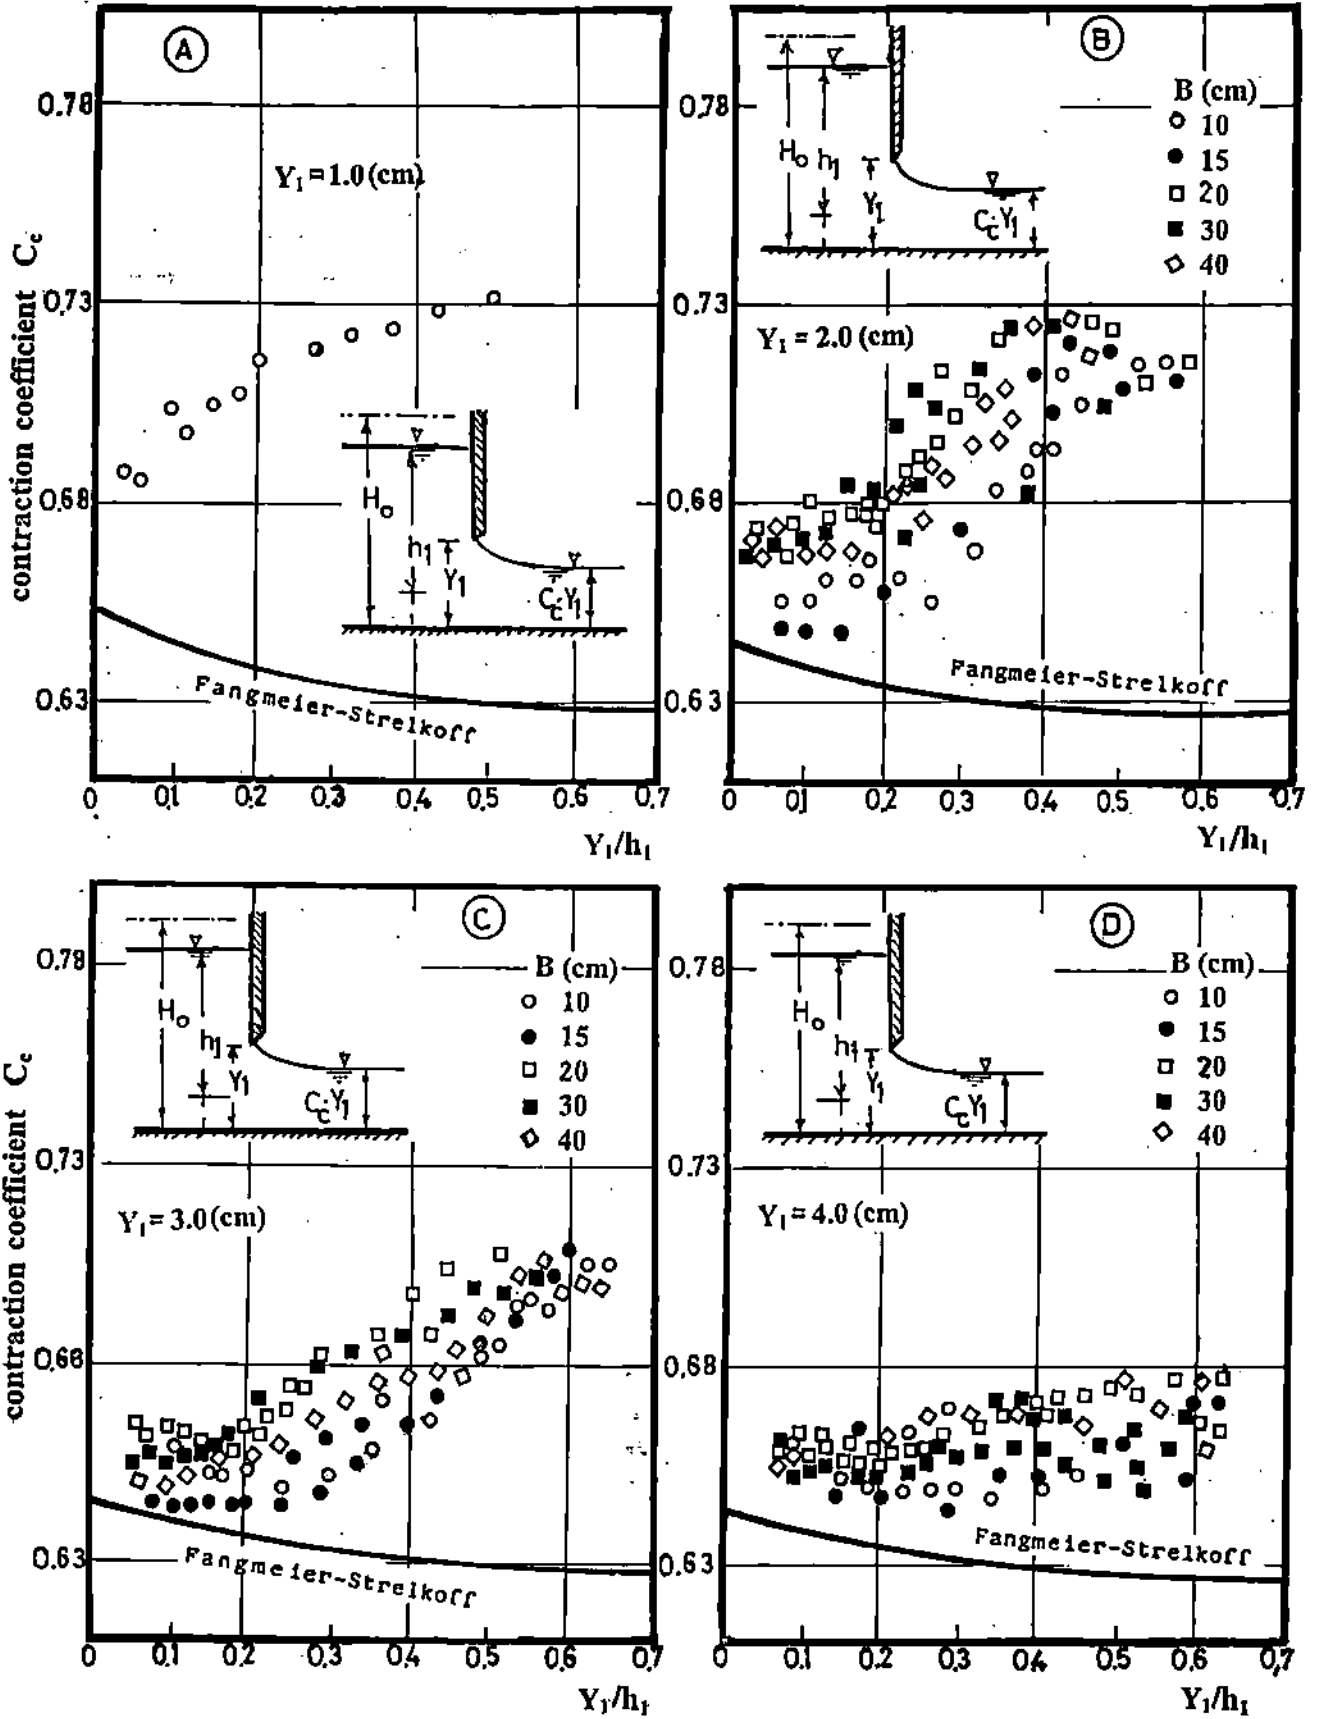 A
contraction coefficient Cc
0.78
0.73
0.68
0.63
Y1 = 1.0 (cm)
Ho
h1
Y1
Cc.Y1
Fangmeier-Strelkoff
0 0.1 0.2 0.3 0.4 0.5 0.6 0.7
Y1/h1
B
0.78
0.73
0.68
0.63
Ho
h1
Y1
Cc.Y1
B (cm)
10
15
20
30
40
Y1 = 2.0 (cm)
Fangmeier-Strelkoff
0 0.1 0.2 0.3 0.4 0.5 0.6 0.7
Y1/h1
C
contraction coefficient Cc
0.78
0.73
0.68
0.63
Ho
h1
Y1
Cc.Y1
B (cm)
10
15
20
30
40
Y1 = 3.0 (cm)
Fangmeier-Strelkoff
0 0.1 0.2 0.3 0.4 0.5 0.6 0.7
Y1/h1
D
0.78
0.73
0.68
0.63
Ho
h1
Y1
CcY1
B (cm)
10
15
20
30
40
Y1 = 4.0 (cm)
Fangmeier-Strelkoff
0 0.1 0.2 0.3 0.4 0.5 0.6 0.7
Y1/h1